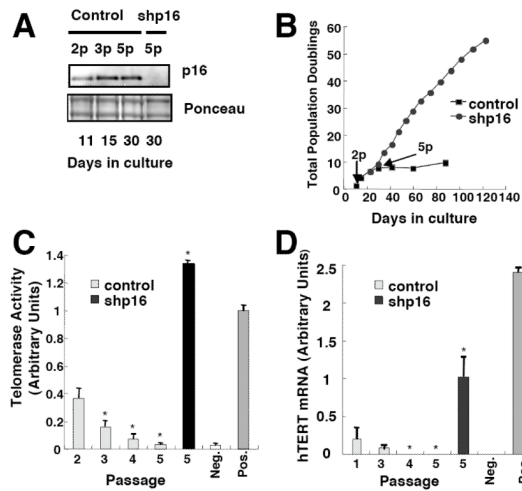 A
Control shp16
2p 3p 5p 5p
p16
Ponceau
11 15 30 30
Days in culture
B
Total Population Doublings
60
50
40
30
20
10
0
control
shp16
2p
5p
0 20 40 60 80 100 120 140
Days in culture
C
Telomerase Activity
(Arbitrary Units)
1.4
1.2
1
0.8
0.6
0.4
0.2
0
control
shp16
* * * *
2 3 4 5 5 Neg. Pos.
Passage
D
hTERT mRNA (Arbitrary Units)
2.5
2
1.5
1
0.5
0
control
shp16
* * *
1 3 4 5 5 Neg.
Passage